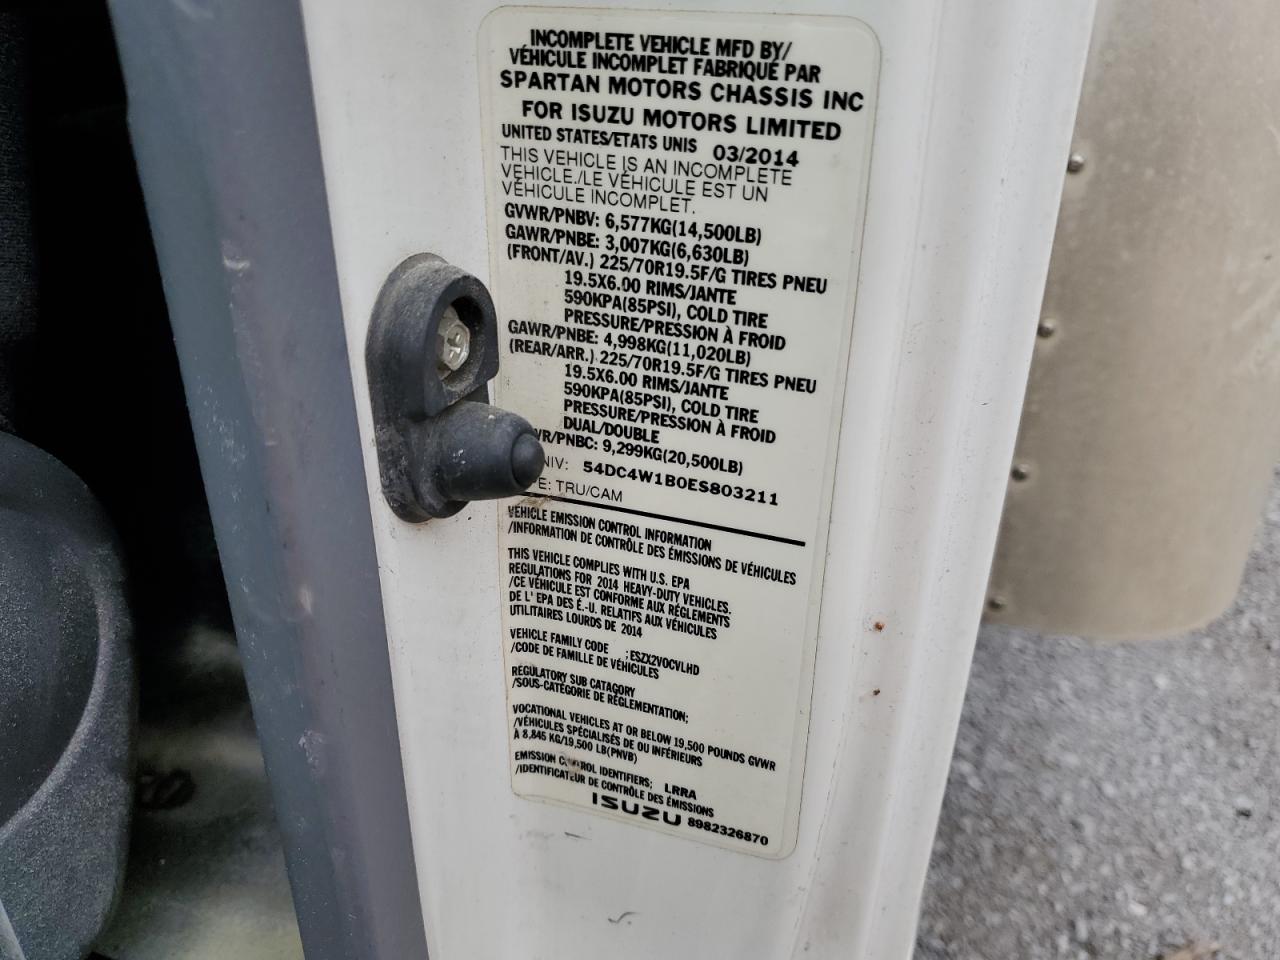 INCOMPLETE VEHICLE MFD BY/
VÉHICULE INCOMPLET FABRIQUÉ PAR
SPARTAN MOTORS CHASSIS INC
FOR ISUZU MOTORS LIMITED
UNITED STATES/ETATS UNIS 03/2014
THIS VEHICLE IS AN INCOMPLETE
VEHICLE./LE VÉHICULE EST UN
VÉHICULE INCOMPLET.
GVWR/PNBV: 6,577KG(14,500LB)
GAWR/PNBE: 3,007KG(6,630LB)
(FRONT/AV.) 225/70R19.5F/G TIRES PNEU
19.5X6.00 RIMS/JANTE
590KPA(85PSI), COLD TIRE
PRESSURE/PRESSION À FROID
GAWR/PNBE: 4,998KG(11,020LB)
(REAR/ARR.) 225/70R19.5F/G TIRES PNEU
19.5X6.00 RIMS/JANTE
590KPA(85PSI), COLD TIRE
PRESSURE/PRESSION À FROID
DUAL/DOUBLE
WR/PNBC: 9,299KG(20,500LB)
NIV: 54DC4W1B0ES803211
E: TRU/CAM
VEHICLE EMISSION CONTROL INFORMATION
/INFORMATION DE CONTRÔLE DES ÉMISSIONS DE VÉHICULES
THIS VEHICLE COMPLIES WITH U.S. EPA
REGULATIONS FOR 2014 HEAVY-DUTY VEHICLES.
/CE VÉHICULE EST CONFORME AUX RÉGLEMENTS
DE L' EPA DES É.-U. RELATIFS AUX VÉHICULES
UTILITAIRES LOURDS DE 2014
VEHICLE FAMILY CODE ;ESZX2VOCVLHD
/CODE DE FAMILLE DE VÉHICULES
REGULATORY SUB CATAGORY
/SOUS-CATÉGORIE DE RÉGLEMENTATION;
VOCATIONAL VEHICLES AT OR BELOW 19,500 POUNDS GVWR
/VÉHICULES SPÉCIALISÉS DE OU INFÉRIEURS
À 8,845 KG/19,500 LB(PNVB)
EMISSION CONTROL IDENTIFIERS; LRRA
/IDENTIFICATEUR DE CONTRÔLE DES ÉMISSIONS
ISUZU 8982326870